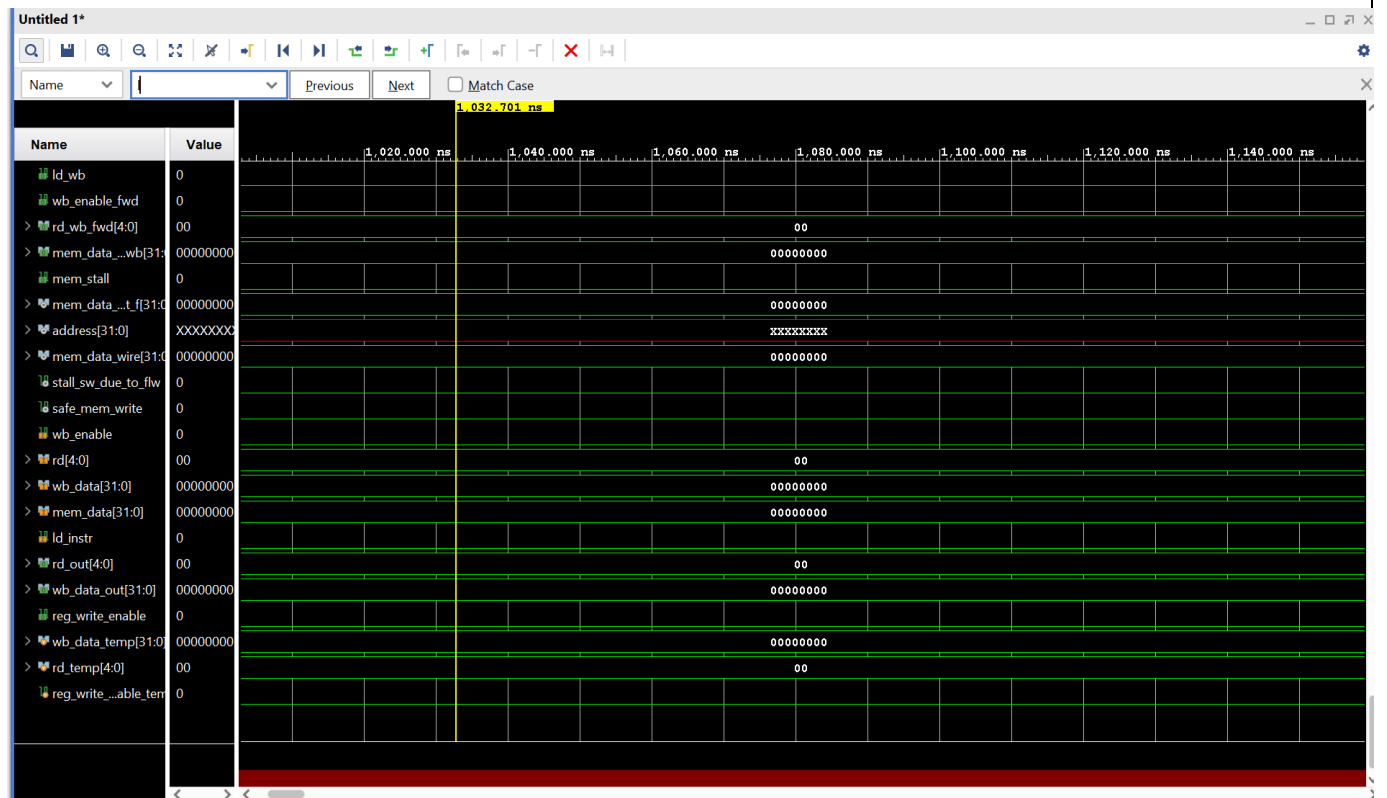 Untitled 1*
Name Previous Next Match Case
1,032.701 ns
Name Value 1,020.000 ns 1,040.000 ns 1,060.000 ns 1,080.000 ns 1,100.000 ns 1,120.000 ns 1,140.000 ns
ld_wb 0
wb_enable_fwd 0
rd_wb_fwd[4:0] 00 00
mem_data_...wb[31:( 00000000 00000000
mem_stall 0
mem_data_...t_f[31:0 00000000 00000000
address[31:0] XXXXXXXX XXXXXXXX
mem_data_wire[31:0 00000000 00000000
stall_sw_due_to_flw 0
safe_mem_write 0
wb_enable 0
rd[4:0] 00 00
wb_data[31:0] 00000000 00000000
mem_data[31:0] 00000000 00000000
ld_instr 0
rd_out[4:0] 00 00
wb_data_out[31:0] 00000000 00000000
reg_write_enable 0
wb_data_temp[31:0] 00000000 00000000
rd_temp[4:0] 00 00
reg_write_...able_tem 0